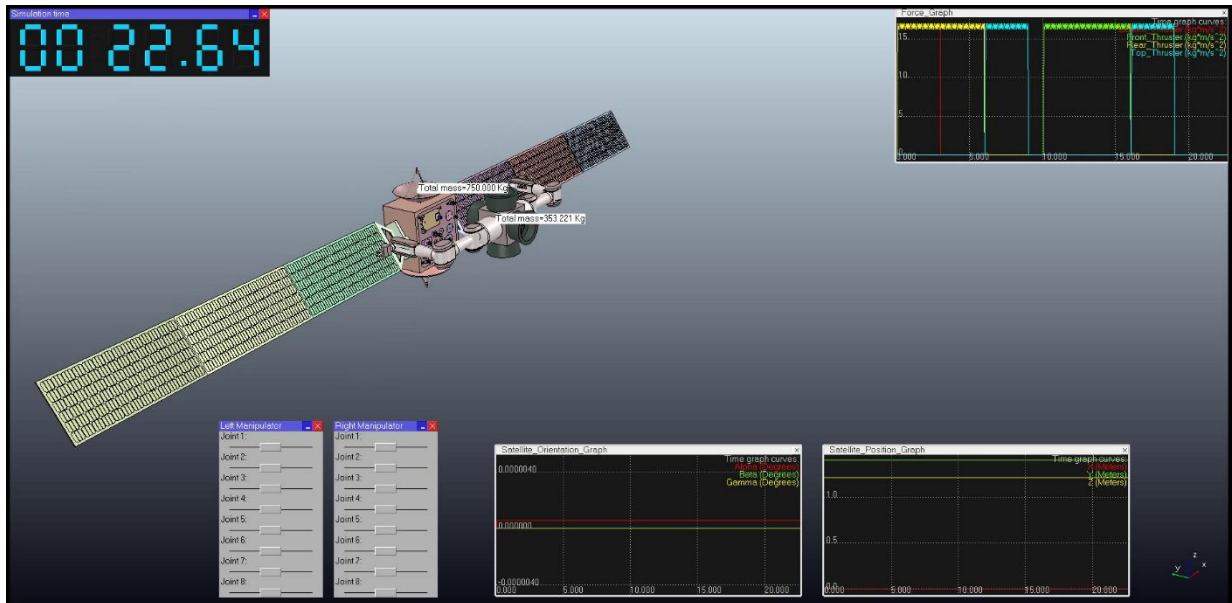 Simulation time
00 22.64
Total mass=750.000 Kg
Total mass=353.221 Kg
Force_Graph
Time graph curves:
Front_Thruster (kg*m/s^2)
Rear_Thruster (kg*m/s^2)
Top_Thruster (kg*m/s^2)
15.
10.
5
0
0.000 5.000 10.000 15.000 20.000
Left Manipulator
Joint 1:
Joint 2:
Joint 3:
Joint 4:
Joint 5:
Joint 6:
Joint 7:
Joint 8:
Right Manipulator
Joint 1:
Joint 2:
Joint 3:
Joint 4:
Joint 5:
Joint 6:
Joint 7:
Joint 8:
Satellite_Orientation_Graph
Time graph curves:
Alpha (Degrees)
Beta (Degrees)
Gamma (Degrees)
0.0000040
0.000000
-0.0000040
0.000 5.000 10.000 15.000 20.000
Satellite_Position_Graph
Time graph curves:
X (Meters)
Y (Meters)
Z (Meters)
1.0
0.5
0.0
0.000 5.000 10.000 15.000 20.000
z
y
x